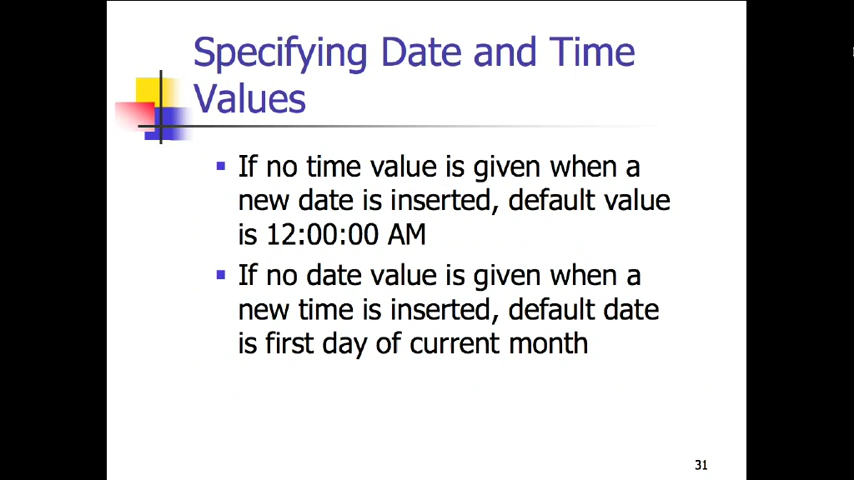 Specifying Date and Time
Values
If no time value is given when a
new date is inserted, default value
is 12:00:00 AM
If no date value is given when a
new time is inserted, default date
is first day of current month
31